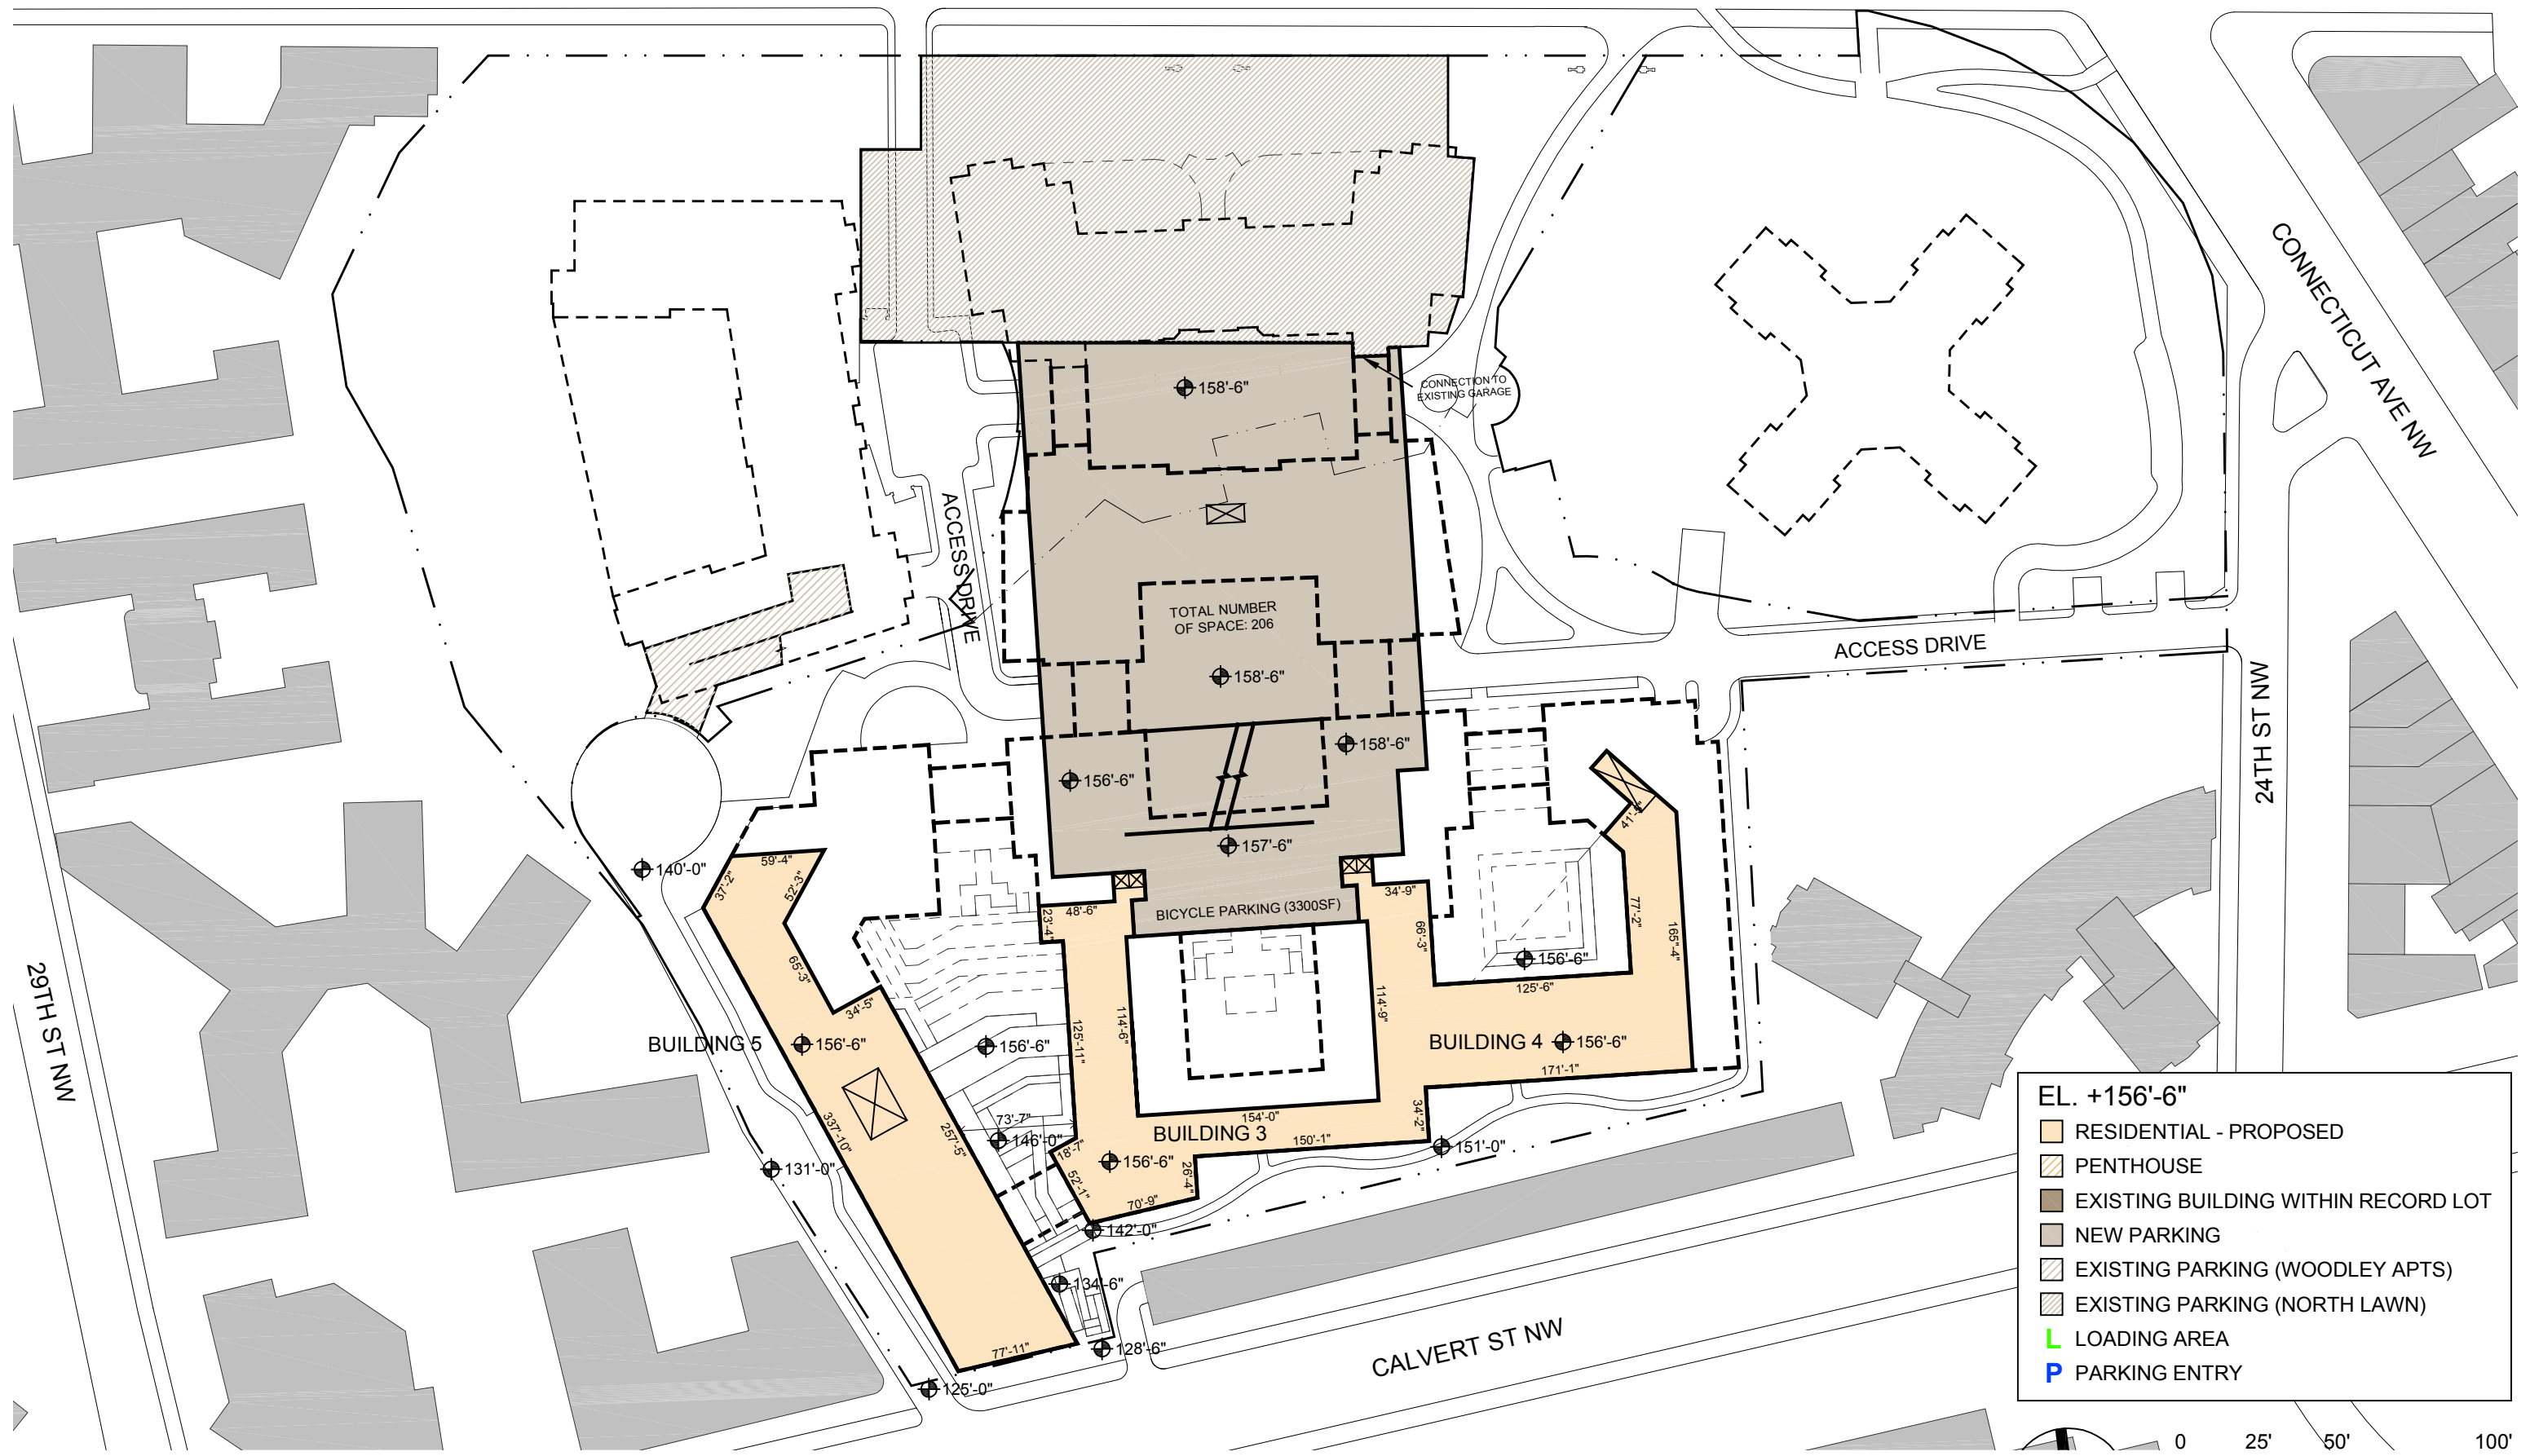 CONNECTICUT AVE NW
158'-6"
CONNECTION TO
EXISTING GARAGE
ACCESS DRIVE
TOTAL NUMBER
OF SPACE: 206
ACCESS DRIVE
158'-6"
24TH ST NW
158'-6"
156'-6"
41'-4"
157'-6"
140'-0"
59'-4"
37'-2"
52'-3"
34'-9"
48'-6"
23'-4"
BICYCLE PARKING (3300SF)
66'-3"
77'-2"
165'-4"
65'-3"
156'-6"
125'-6"
34'-5"
114'-9"
114'-6"
125'-11"
29TH ST NW
BUILDING 5
156'-6"
156'-6"
BUILDING 4
156'-6"
171'-1"
337'-10"
257'-5"
73'-7"
146'-0"
154'-0"
BUILDING 3
150'-1"
34'-2"
151'-0"
18'-7"
156'-6"
26'-4"
52'-1"
70'-9"
131'-0"
142'-0"
134'-6"
77'-11"
128'-6"
125'-0"
CALVERT ST NW
EL. +156'-6"
RESIDENTIAL - PROPOSED
PENTHOUSE
EXISTING BUILDING WITHIN RECORD LOT
NEW PARKING
EXISTING PARKING (WOODLEY APTS)
EXISTING PARKING (NORTH LAWN)
L LOADING AREA
P PARKING ENTRY
0 25' 50' 100'